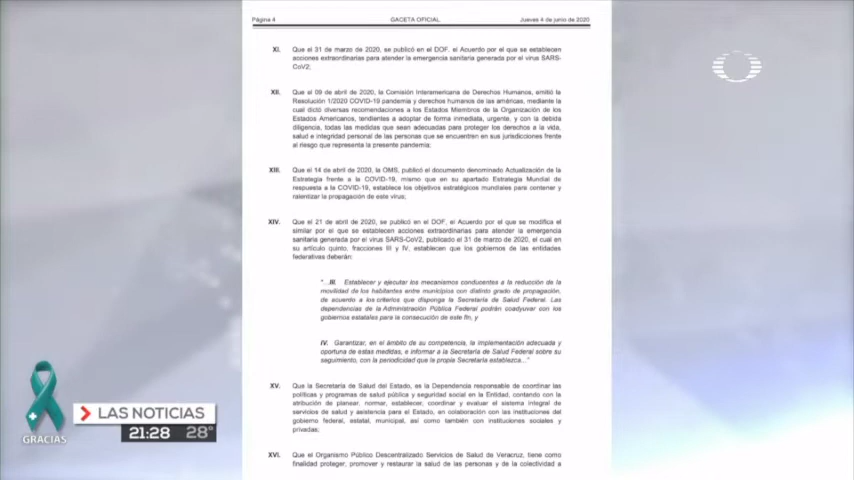 Página 4 GACETA OFICIAL Jueves 4 de junio de 2020
XI. Que el 31 de marzo de 2020, se publicó en el DOF, el Acuerdo por el que se establecen
acciones extraordinarias para atender la emergencia sanitaria generada por el virus SARS-
CoV2;
XII. Que el 09 de abril de 2020, la Comisión Interamericana de Derechos Humanos, emitió la
Resolución 1/2020 COVID-19 pandemia y derechos humanos de las américas, mediante la
cual dictó diversas recomendaciones a los Estados Miembros de la Organización de los
Estados Americanos, tendientes a adoptar de forma inmediata, urgente, y con la debida
diligencia, todas las medidas que sean adecuadas para proteger los derechos a la vida,
salud e integridad personal de las personas que se encuentren en sus jurisdicciones frente
al riesgo que representa la presente pandemia;
XIII. Que el 14 de abril de 2020, la OMS, publicó el documento denominado Actualización de la
Estrategia frente a la COVID-19, mismo que en su apartado Estrategia Mundial de
respuesta a la COVID-19, establece los objetivos estratégicos mundiales para contener y
ralentizar la propagación de este virus;
XIV. Que el 21 de abril de 2020, se publicó en el DOF, el Acuerdo por el que se modifica el
similar por el que se establecen acciones extraordinarias para atender la emergencia
sanitaria generada por el virus SARS-CoV2, publicado el 31 de marzo de 2020, el cual en
su artículo quinto, fracciones III y IV, establecen que los gobiernos de las entidades
federativas deberán:
"...III. Establecer y ejecutar los mecanismos conducentes a la reducción de la
movilidad de los habitantes entre municipios con distinto grado de propagación,
de acuerdo a los criterios que disponga la Secretaría de Salud Federal. Las
dependencias de la Administración Pública Federal podrán coadyuvar con los
gobiernos estatales para la consecución de este fin, y
IV. Garantizar, en el ámbito de su competencia, la implementación adecuada y
oportuna de estas medidas, e informar a la Secretaría de Salud Federal sobre su
seguimiento, con la periodicidad que la propia Secretaría establezca..."
XV. Que la Secretaría de Salud del Estado, es la Dependencia responsable de coordinar las
políticas y programas de salud pública y seguridad social en la Entidad, contando con la
atribución de planear, normar, establecer, coordinar y evaluar el sistema integral de
servicios de salud y asistencia para el Estado, en colaboración con las instituciones del
gobierno federal, estatal, municipal, así como también con instituciones sociales y
privadas;
XVI. Que el Organismo Público Descentralizado Servicios de Salud de Veracruz, tiene como
finalidad proteger, promover y restaurar la salud de las personas y de la colectividad a
GRACIAS
LAS NOTICIAS
21:28 28°